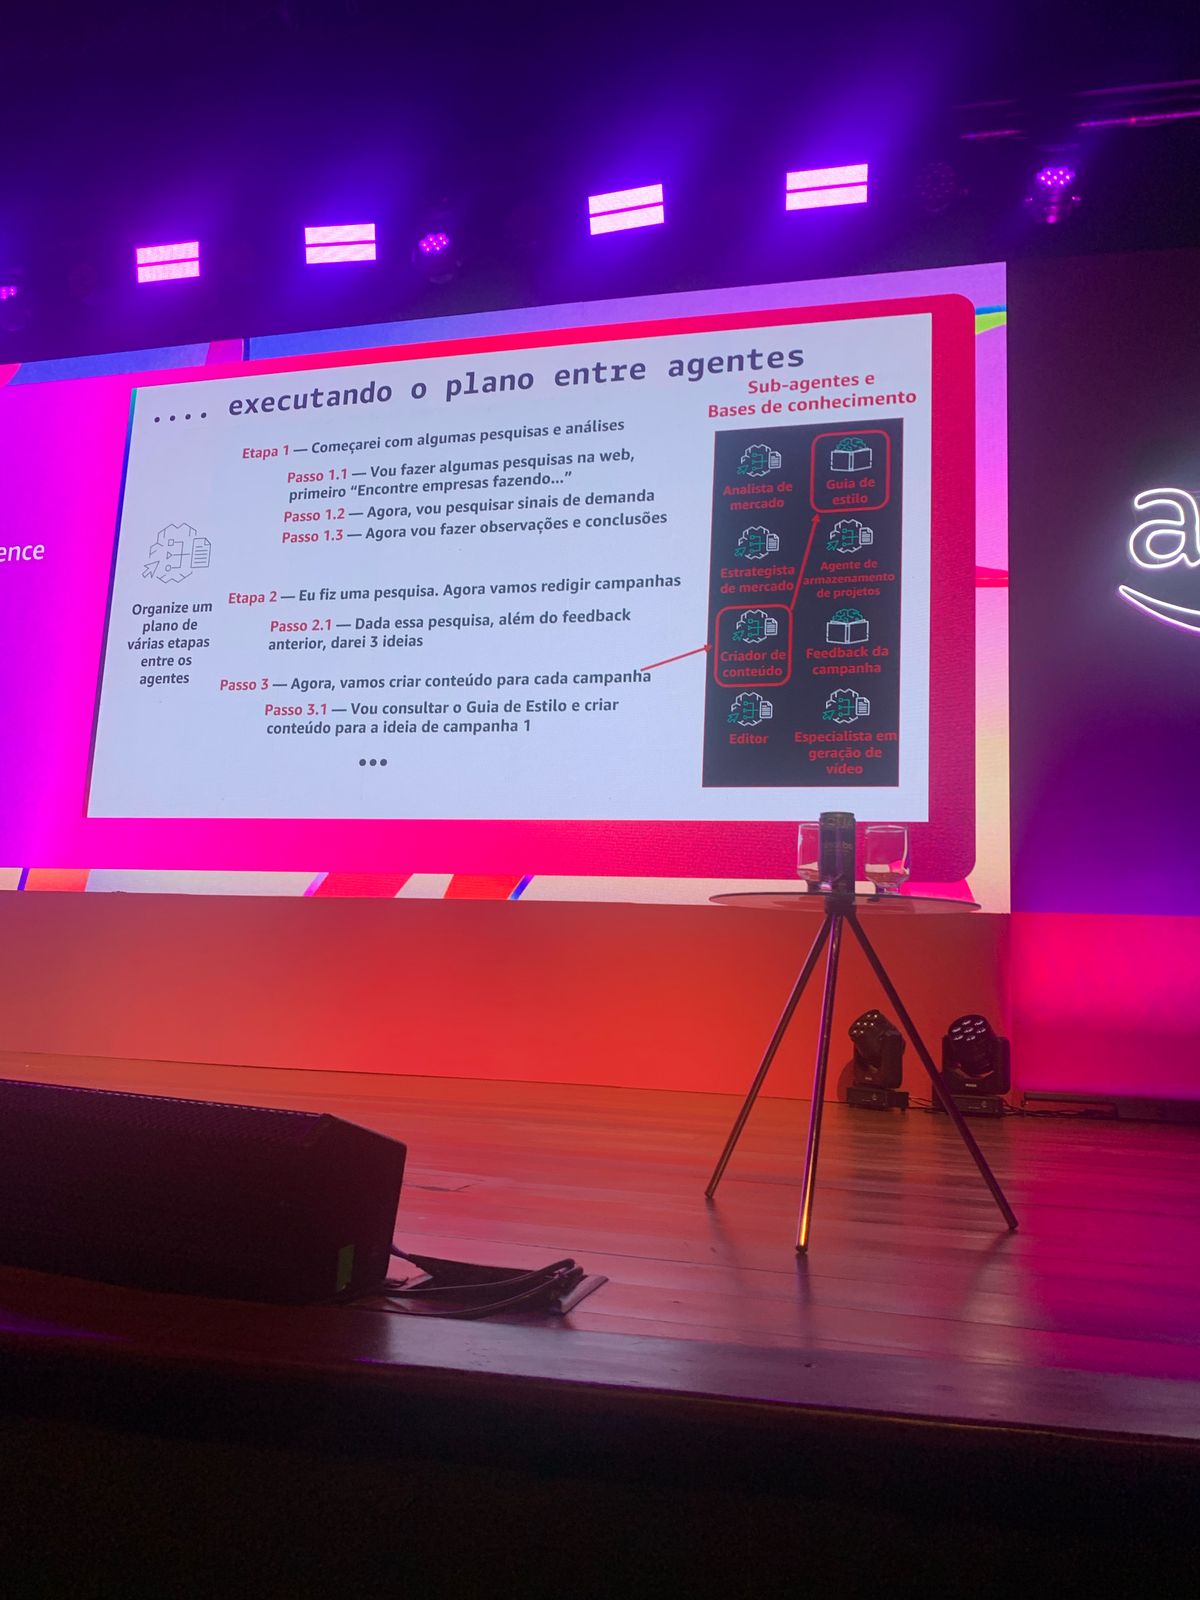 .... executando o plano entre agentes
Sub-agentes e
Bases de conhecimento
Etapa 1 — Começarei com algumas pesquisas e análises
Passo 1.1 — Vou fazer algumas pesquisas na web,
primeiro “Encontre empresas fazendo...”
Passo 1.2 — Agora, vou pesquisar sinais de demanda
Passo 1.3 — Agora vou fazer observações e conclusões
Organize um
plano de
várias etapas
entre os
agentes
Etapa 2 — Eu fiz uma pesquisa. Agora vamos redigir campanhas
Passo 2.1 — Dada essa pesquisa, além do feedback
anterior, darei 3 ideias
Passo 3 — Agora, vamos criar conteúdo para cada campanha
Passo 3.1 — Vou consultar o Guia de Estilo e criar
conteúdo para a ideia de campanha 1
...
Analista de
mercado
Guia de
estilo
Estrategista
de mercado
Agente de
armazenamento
de projetos
Criador de
conteúdo
Feedback da
campanha
Editor
Especialista em
geração de
vídeo
ence
a